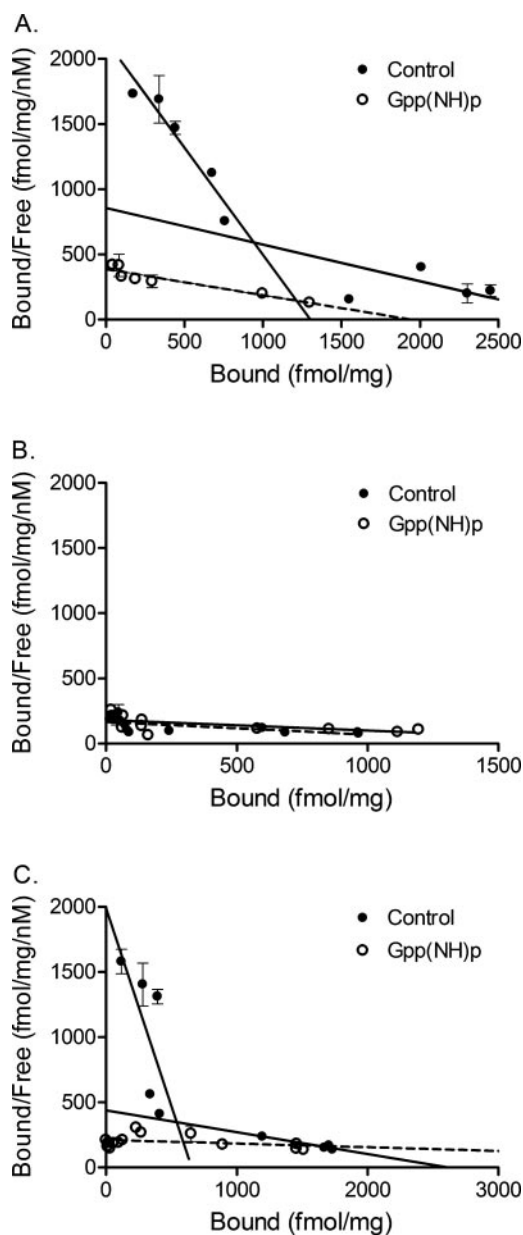 A.
Bound/Free (fmol/mg/nM)
2000
1500
1000
500
0
Control
Gpp(NH)p
0 500 1000 1500 2000 2500
Bound (fmol/mg)
B.
Bound/Free (fmol/mg/nM)
2000
1500
1000
500
0
Control
Gpp(NH)p
0 500 1000 1500
Bound (fmol/mg)
C.
Bound/Free (fmol/mg/nM)
2000
1500
1000
500
0
Control
Gpp(NH)p
0 1000 2000 3000
Bound (fmol/mg)